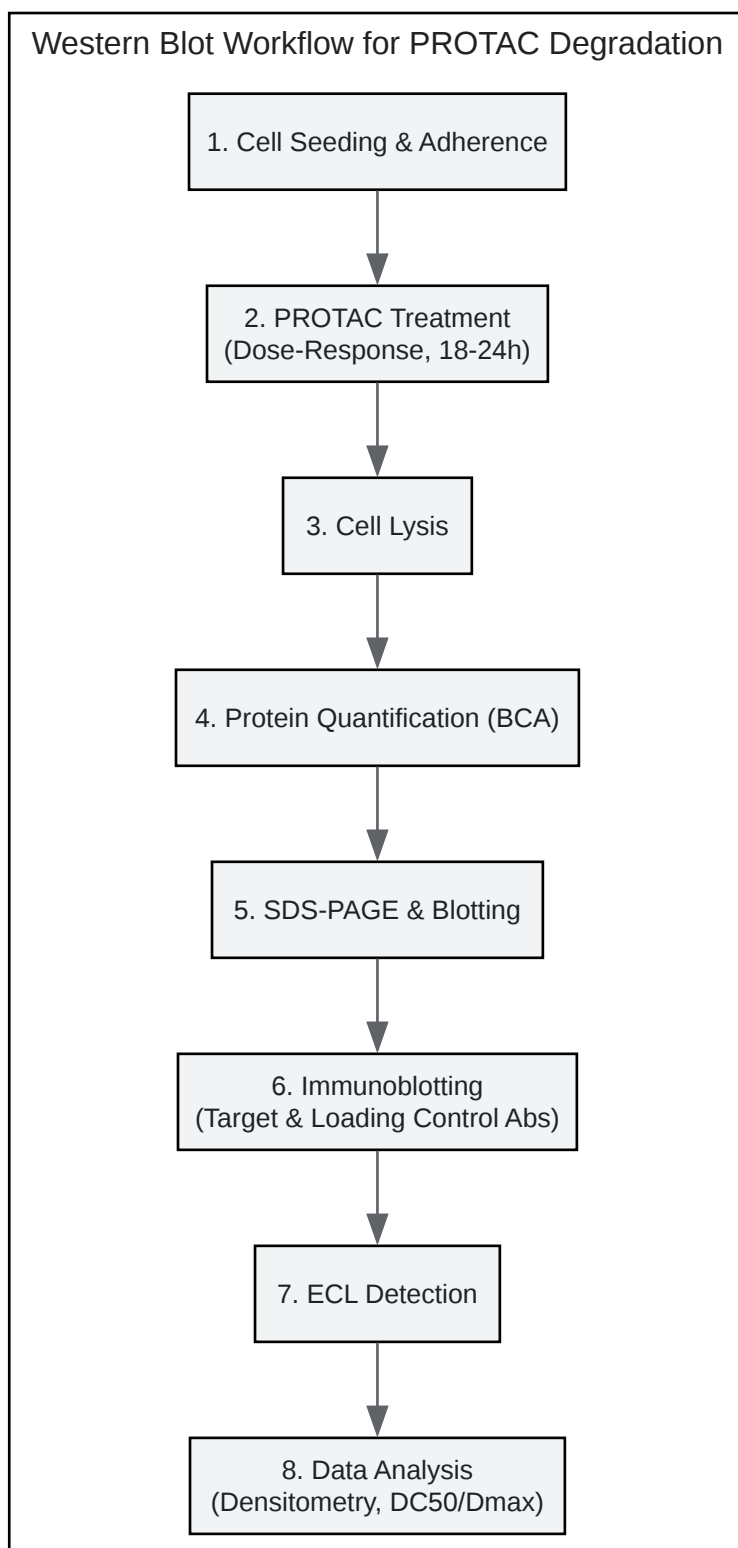 Western Blot Workflow for PROTAC Degradation
1. Cell Seeding & Adherence
2. PROTAC Treatment
(Dose-Response, 18-24h)
3. Cell Lysis
4. Protein Quantification (BCA)
5. SDS-PAGE & Blotting
6. Immunoblotting
(Target & Loading Control Abs)
7. ECL Detection
8. Data Analysis
(Densitometry, DC50/Dmax)